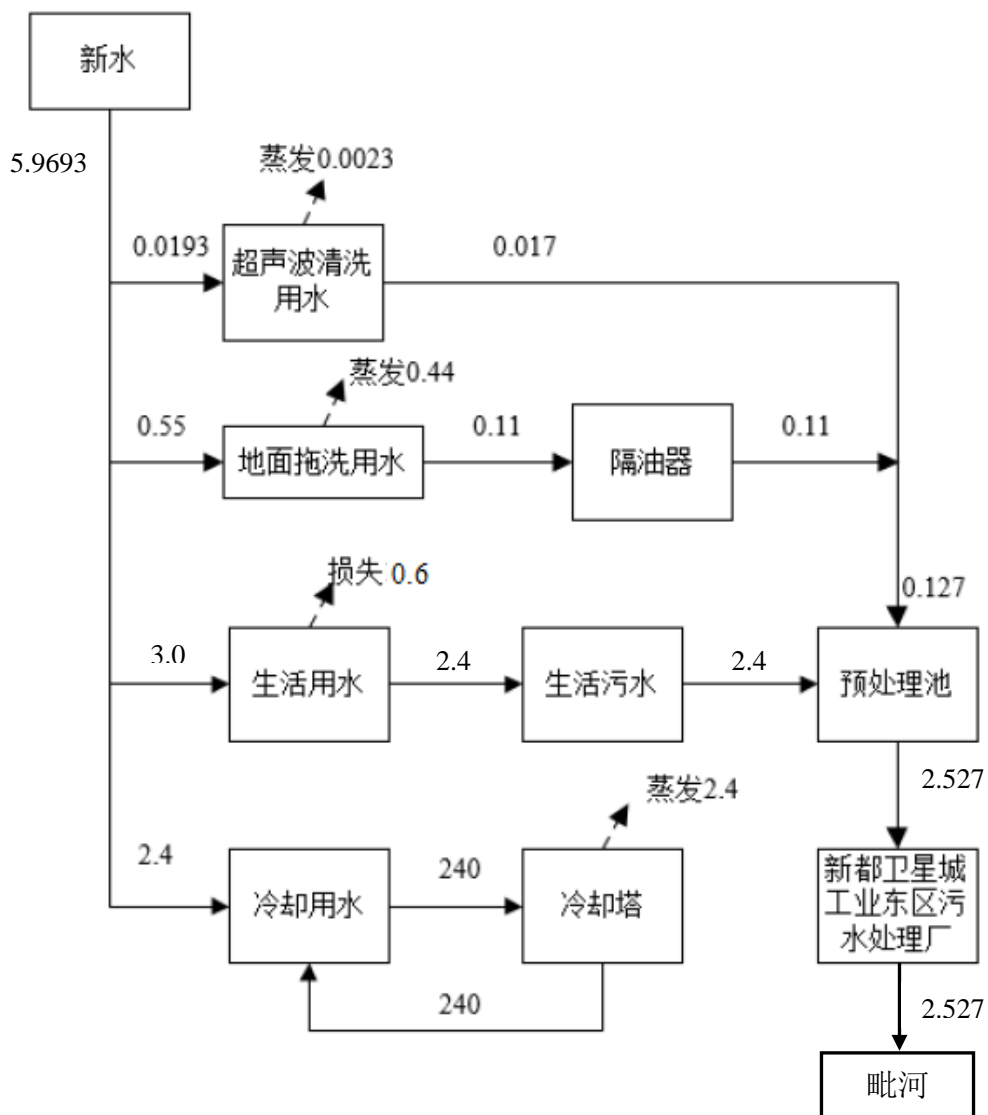 新水
5.9693
蒸发0.0023
0.0193
超声波清洗
用水
0.017
蒸发0.44
0.55
地面拖洗用水
0.11
隔油器
0.11
损失 0.6
0.127
3.0
生活用水
2.4
生活污水
2.4
预处理池
2.527
蒸发2.4
2.4
冷却用水
240
冷却塔
240
新都卫星城
工业东区污
水处理厂
2.527
毗河